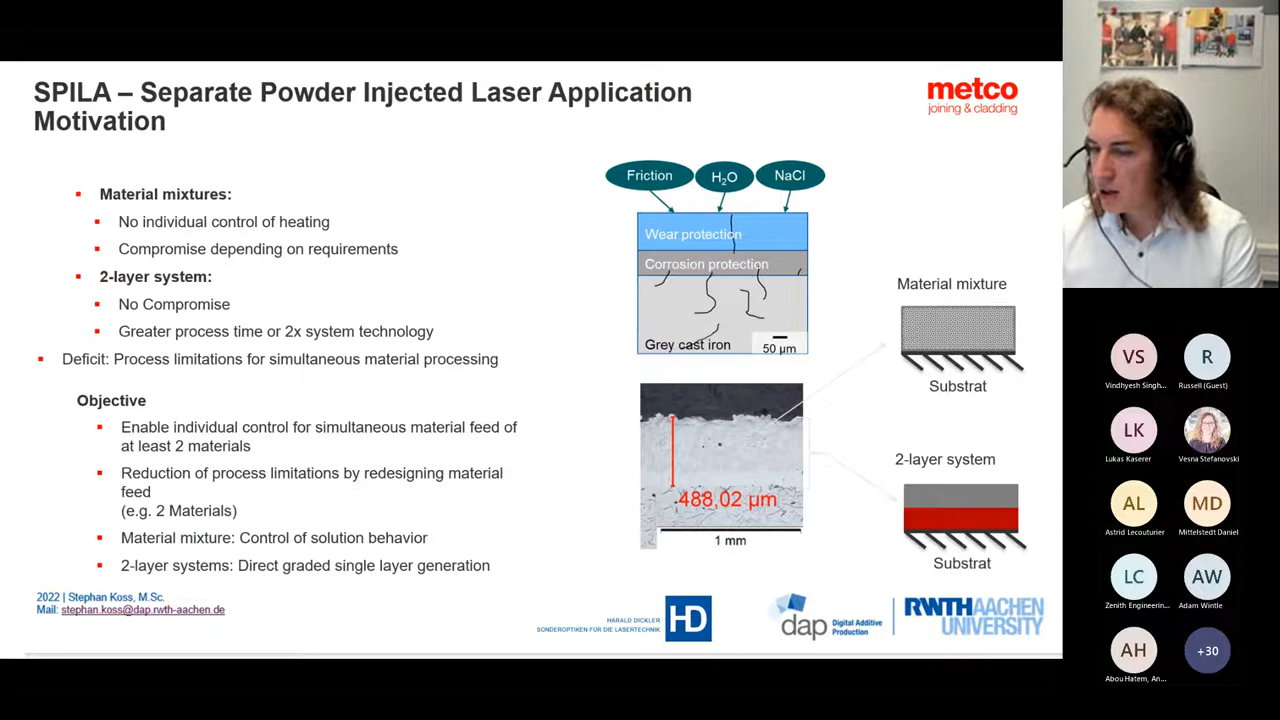 SPILA – Separate Powder Injected Laser Application
Motivation
metco
joining & cladding
Material mixtures:
No individual control of heating
Compromise depending on requirements
2-layer system:
No Compromise
Greater process time or 2x system technology
Deficit: Process limitations for simultaneous material processing
Objective
Enable individual control for simultaneous material feed of
at least 2 materials
Reduction of process limitations by redesigning material
feed
(e.g. 2 Materials)
Material mixture: Control of solution behavior
2-layer systems: Direct graded single layer generation
Friction
H₂O
NaCl
Wear protection
Corrosion protection
Grey cast iron
50 µm
488,02 µm
1 mm
Material mixture
Substrat
2-layer system
Substrat
2022 | Stephan Koss, M.Sc.
Mail: stephan.koss@dap.rwth-aachen.de
HARALD DICKLER
SONDEROPTIKEN FÜR DIE LASERTECHNIK
HD
dap
Digital Additive
Production
RWTH AACHEN
UNIVERSITY
VS
Vindhyesh Singh...
R
Russell (Guest)
LK
Lukas Kaserer
Vesna Stefanovski
AL
Astrid Lecouturier
MD
Mittelstedt Daniel
LC
Zenith Engineerin...
AW
Adam Wintle
AH
Abou Hatem, An...
+30